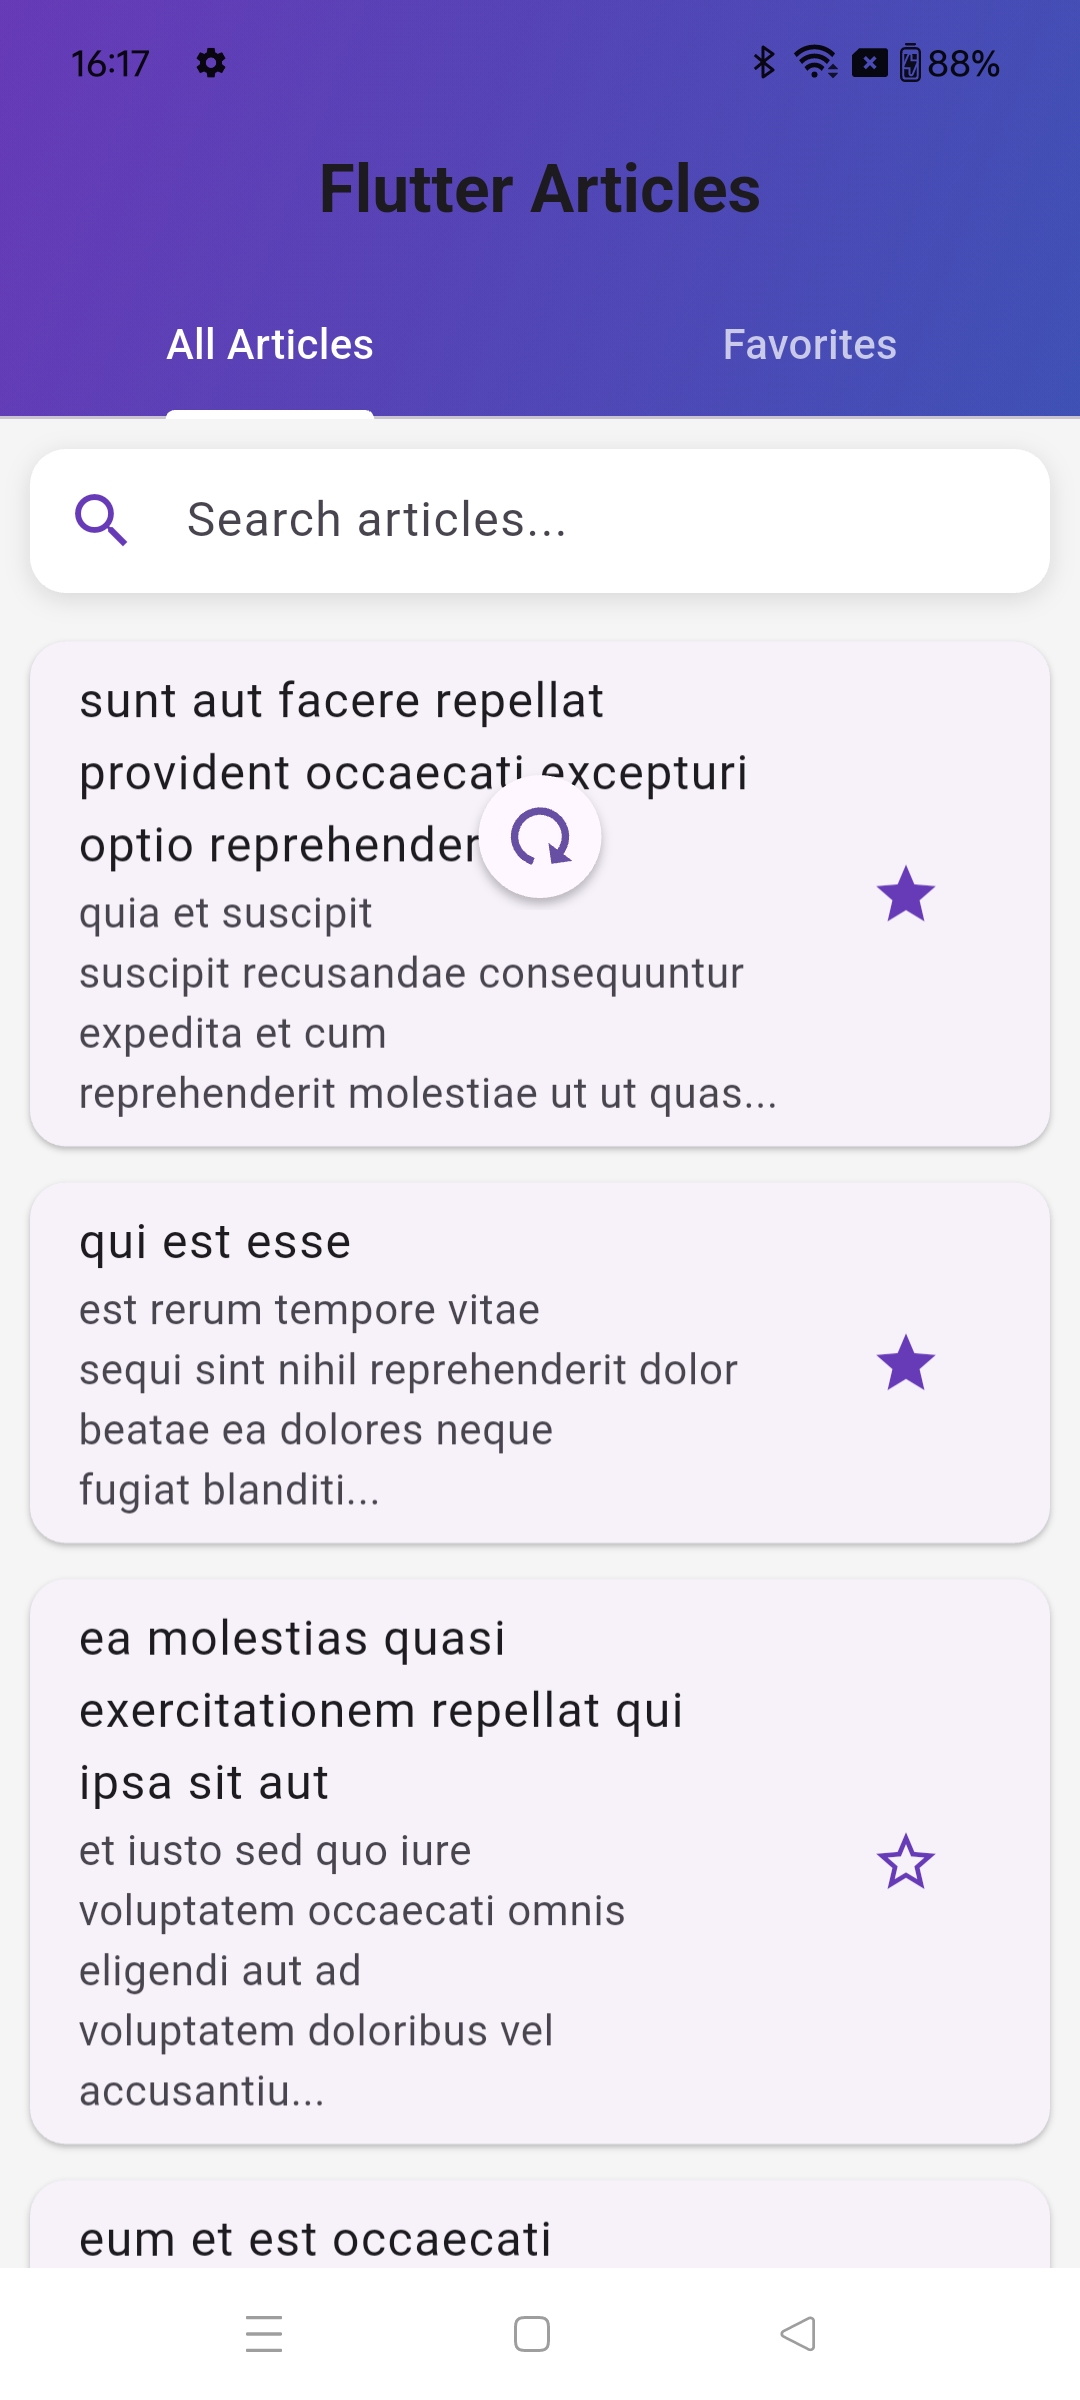 16:17
88%
Flutter Articles
All Articles
Favorites
Search articles...
sunt aut facere repellat
provident occaecati excepturi
optio
quia et suscipit
suscipit recusandae consequuntur
expedita et cum
reprehenderit molestiae ut ut quas...
qui est esse
est rerum tempore vitae
sequi sint nihil reprehenderit dolor
beatae ea dolores neque
fugiat blanditi...
ea molestias quasi
exercitationem repellat qui
ipsa sit aut
et iusto sed quo iure
voluptatem occaecati omnis
eligendi aut ad
voluptatem doloribus vel
accusantiu...
eum et est occaecati